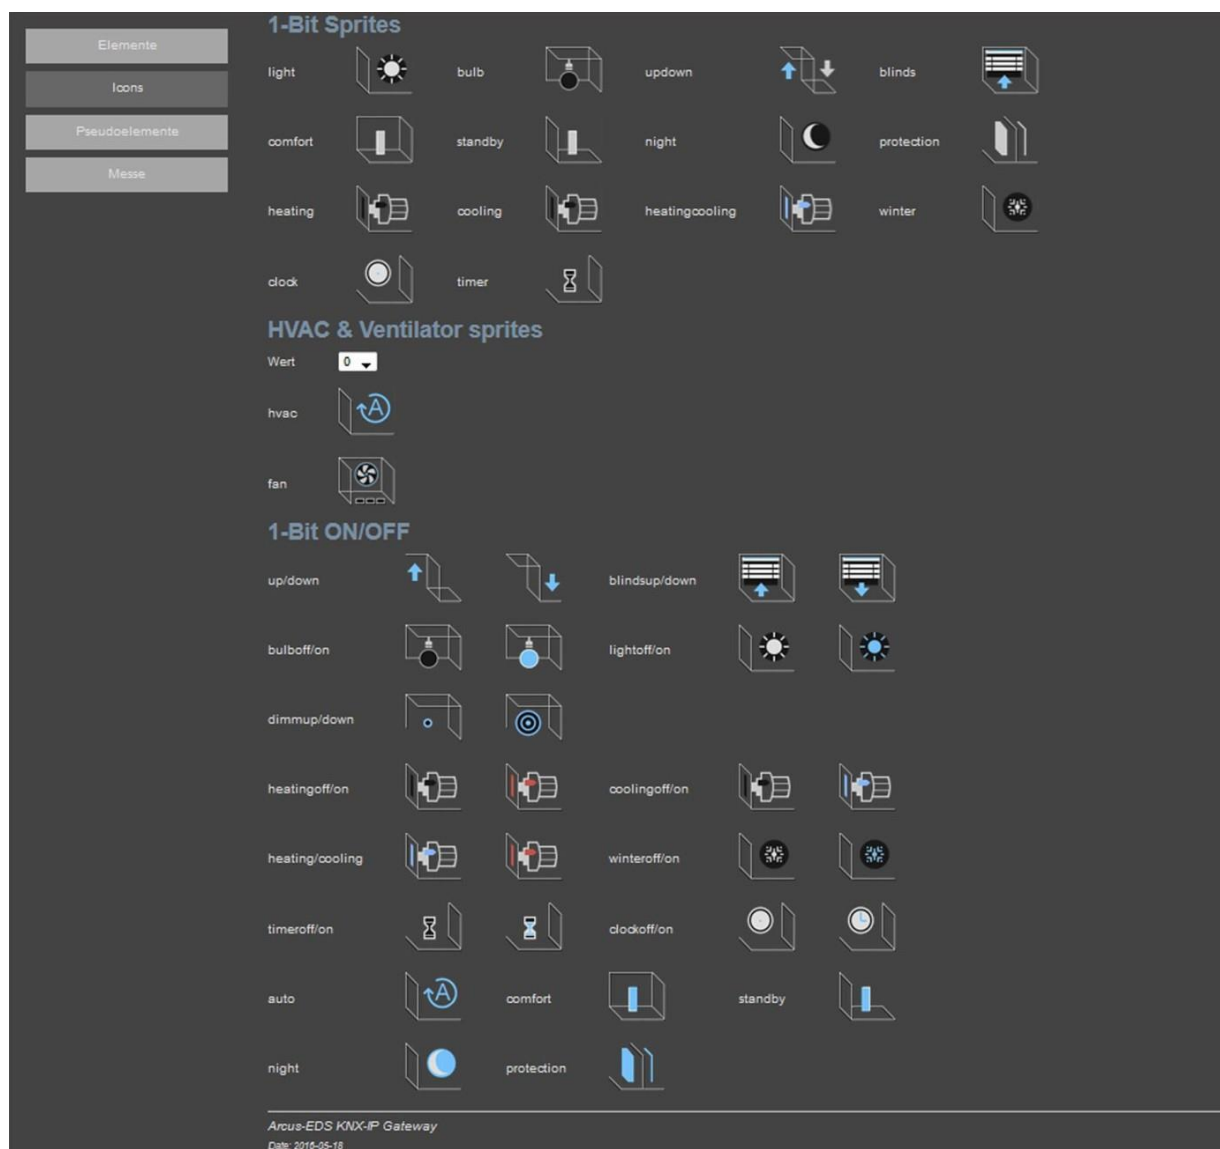 Elemente
Icons
Pseudoelemente
Messe
1-Bit Sprites
light bulb updown blinds
comfort standby night protection
heating cooling heatingcooling winter
clock timer
HVAC & Ventilator sprites
Wert 0
hvac A
fan
1-Bit ON/OFF
up/down blindsup/down
bulboff/on lightoff/on
dimmup/down
heatingoff/on coolingoff/on
heating/cooling winteroff/on
timeroff/on clockoff/on
auto A comfort standby
night protection
Arcus-EDS KNX-IP Gateway
Date: 2016-05-18